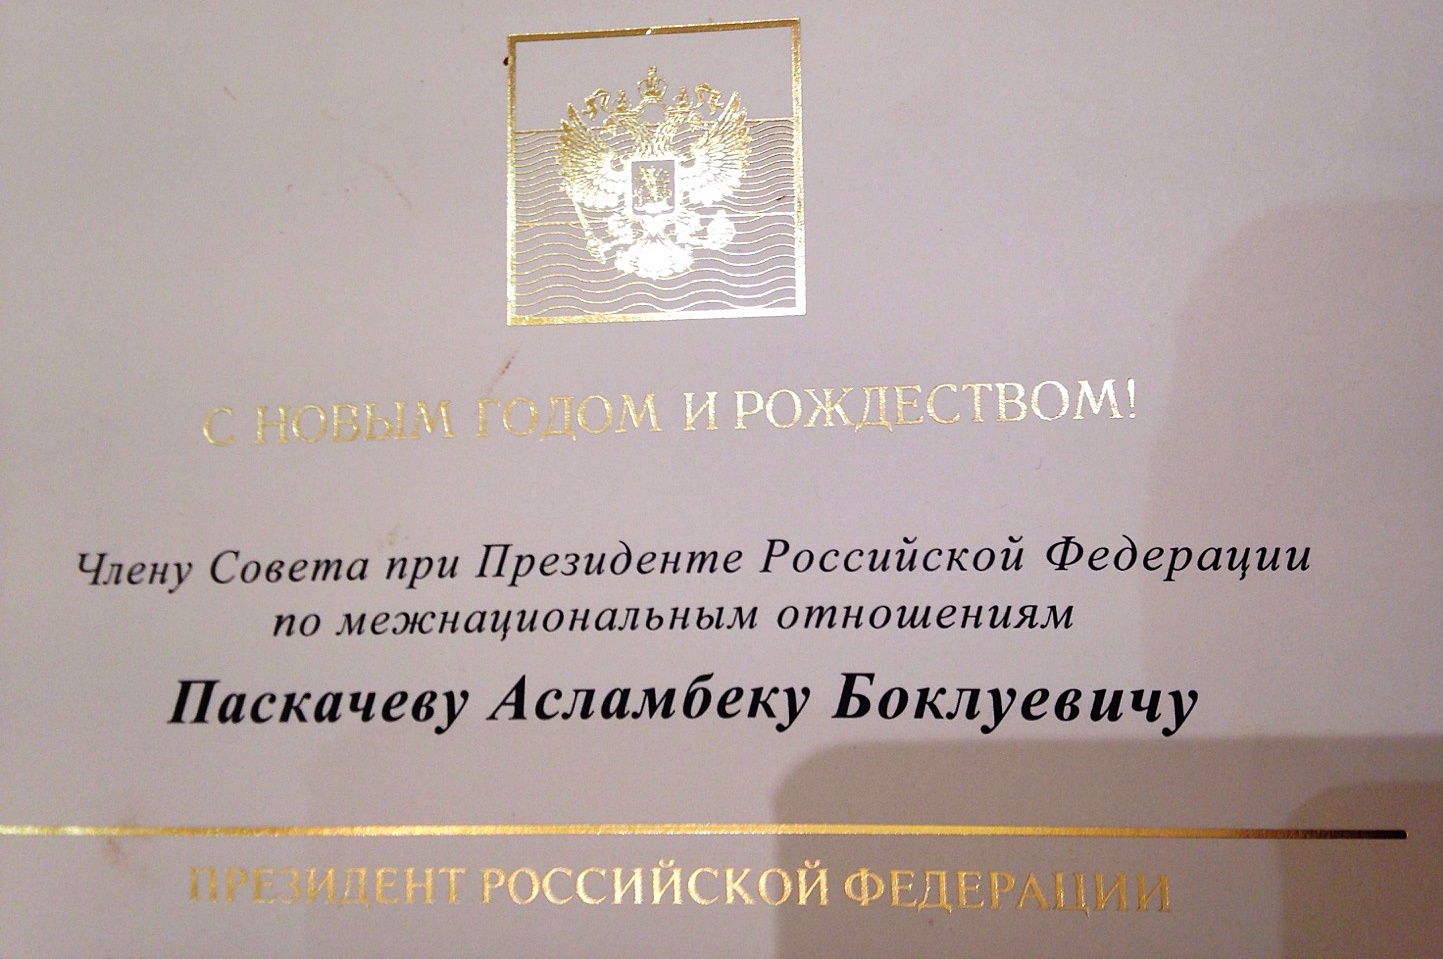 С НОВЫМ ГОДОМ И РОЖДЕСТВОМ!
Члену Совета при Президенте Российской Федерации
по межнациональным отношениям
Паскачеву Асламбеку Боклуевичу
ПРЕЗИДЕНТ РОССИЙСКОЙ ФЕДЕРАЦИИ